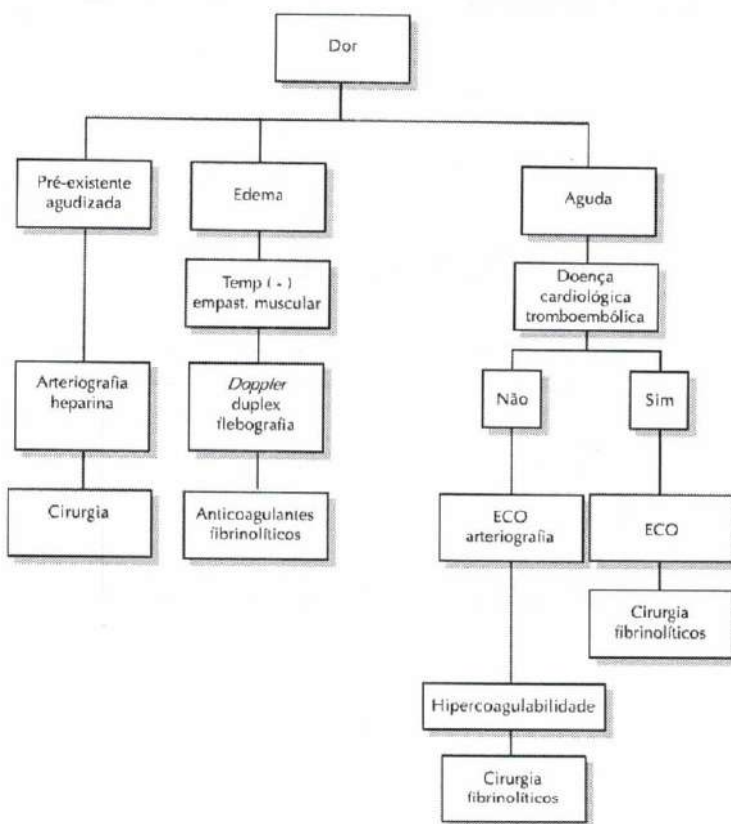 Dor
Pré-existente
agudizada
Edema
Aguda
Temp ( - )
empast. muscular
Doença
cardiológica
tromboembólica
Arteriografia
heparina
Doppler
duplex
flebografia
Não
Sim
Cirurgia
Anticoagulantes
fibrinolíticos
ECO
arteriografia
ECO
Cirurgia
fibrinolíticos
Hipercoagulabilidade
Cirurgia
fibrinolíticos